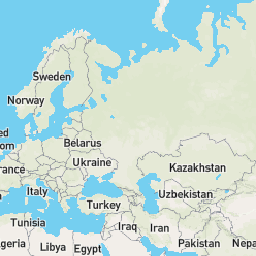 Sweden
Norway
ed
om
Belarus
Ukraine
rance
Kazakhstan
Italy
Uzbekistan
Turkey
Tunisia
Iraq
Iran
geria
Libya
Egypt
Pakistan
Nepa